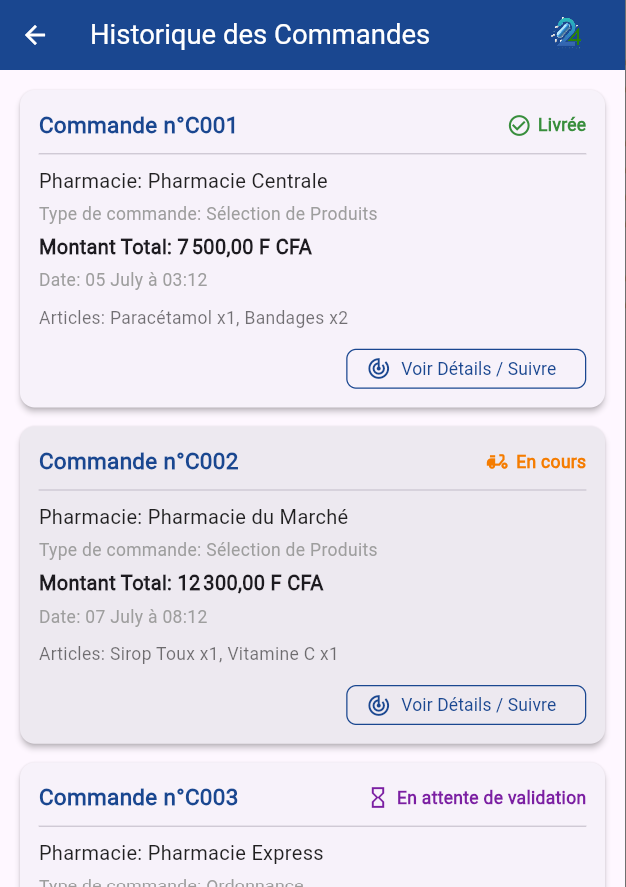 Historique des Commandes
Commande n°C001
Livrée
Pharmacie: Pharmacie Centrale
Type de commande: Sélection de Produits
Montant Total: 7 500,00 F CFA
Date: 05 July à 03:12
Articles: Paracétamol x1, Bandages x2
Voir Détails / Suivre
Commande n°C002
En cours
Pharmacie: Pharmacie du Marché
Type de commande: Sélection de Produits
Montant Total: 12 300,00 F CFA
Date: 07 July à 08:12
Articles: Sirop Toux x1, Vitamine C x1
Voir Détails / Suivre
Commande n°C003
En attente de validation
Pharmacie: Pharmacie Express
Type de commande: Ordonnance